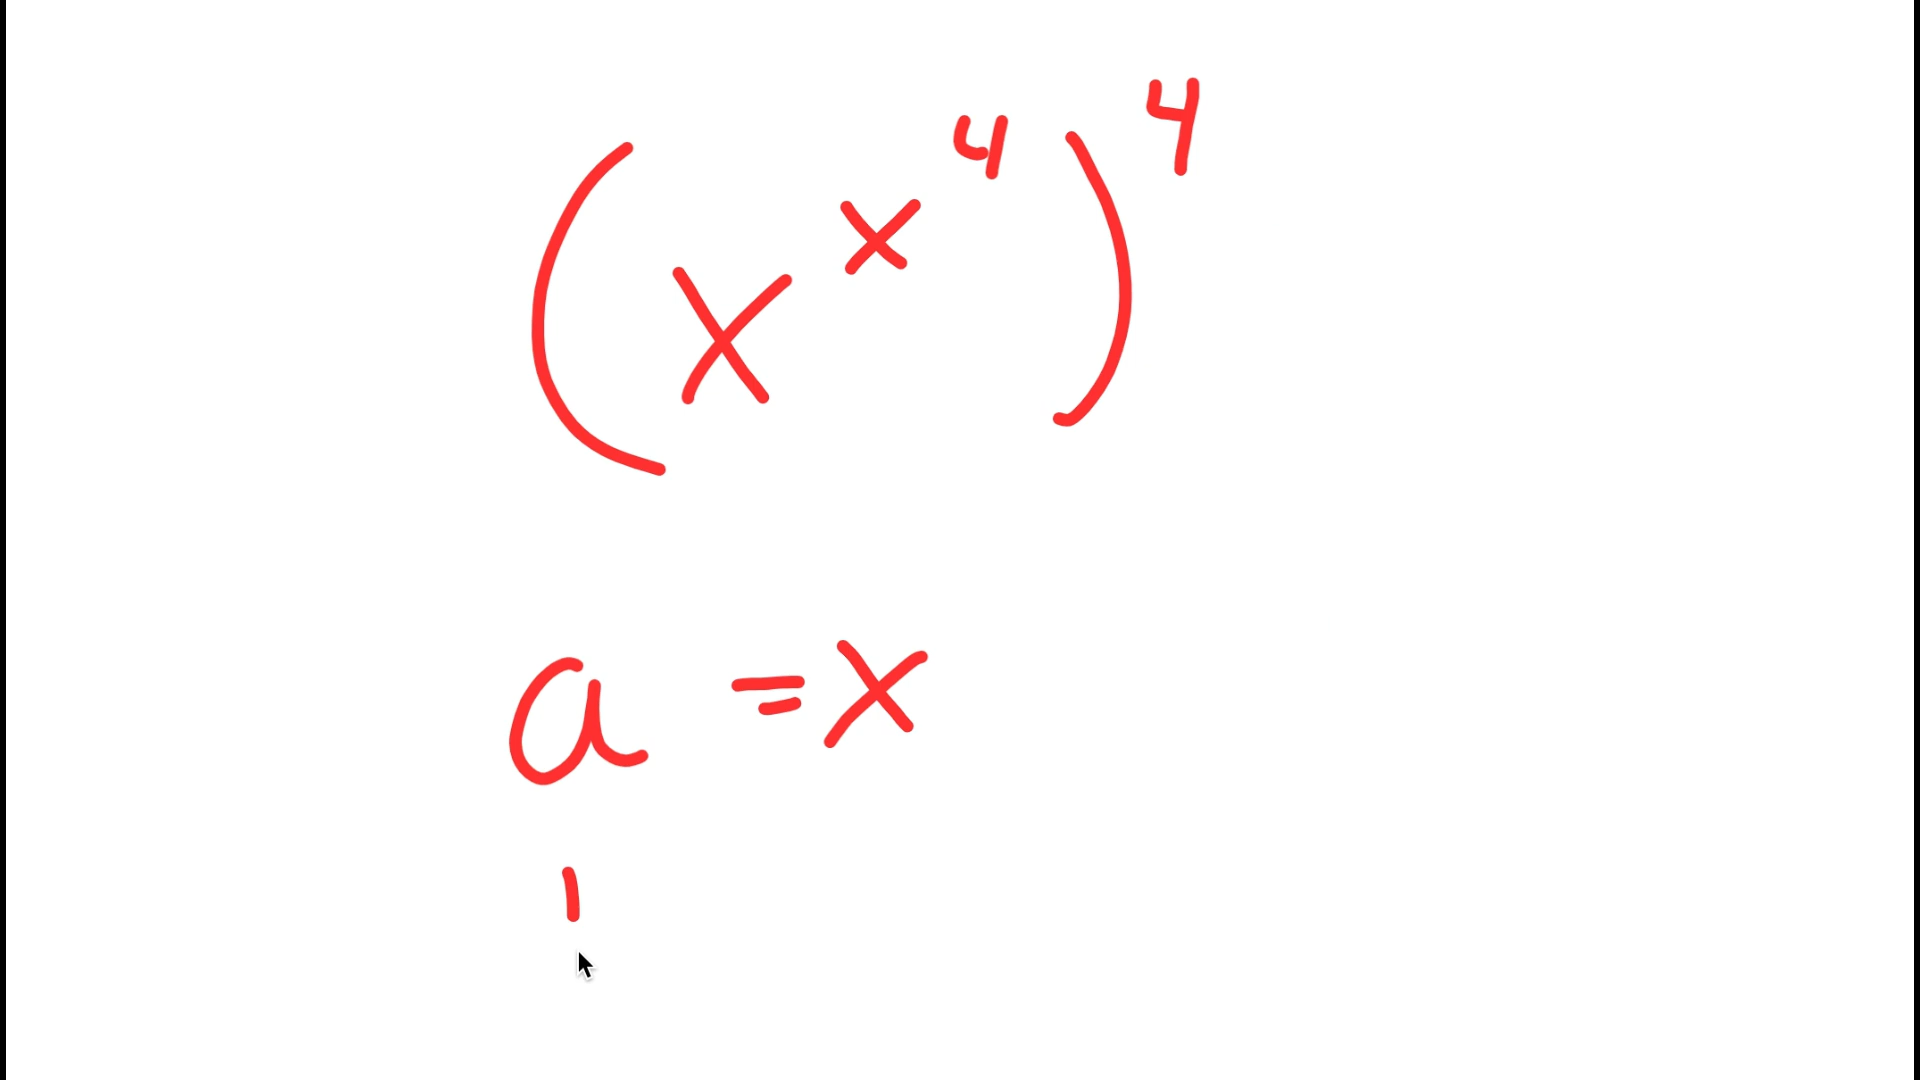 (x^x^4)^4
a = x
1